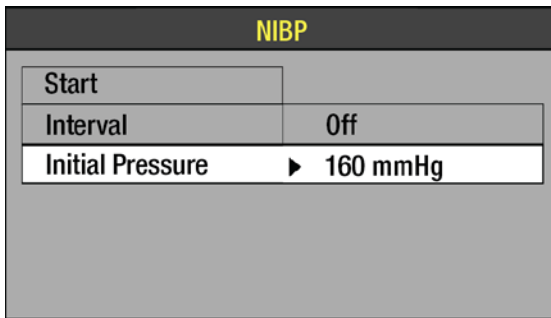 NIBP
Start
Interval Off
Initial Pressure ▶ 160 mmHg